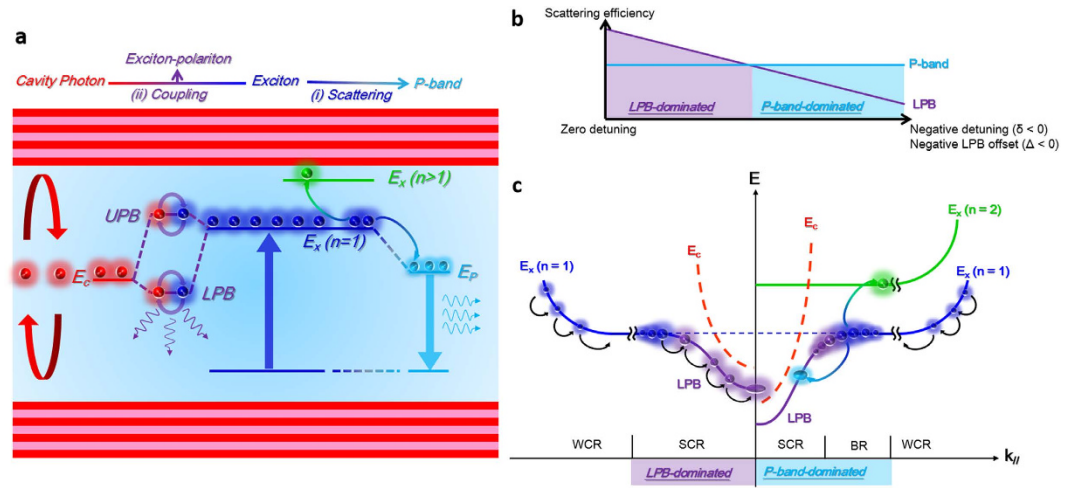 a
Exciton-polariton
Cavity Photon
Exciton
P-band
(ii) Coupling
(i) Scattering
E_x (n>1)
UPB
E_x (n=1)
E_c
E_P
LPB
b
Scattering efficiency
P-band
LPB-dominated
P-band-dominated
LPB
Zero detuning
Negative detuning (δ < 0)
Negative LPB offset (Δ < 0)
c
E
E_x (n = 2)
E_c
E_c
E_x (n = 1)
E_x (n = 1)
LPB
LPB
WCR
SCR
SCR
BR
WCR
k_//
LPB-dominated
P-band-dominated